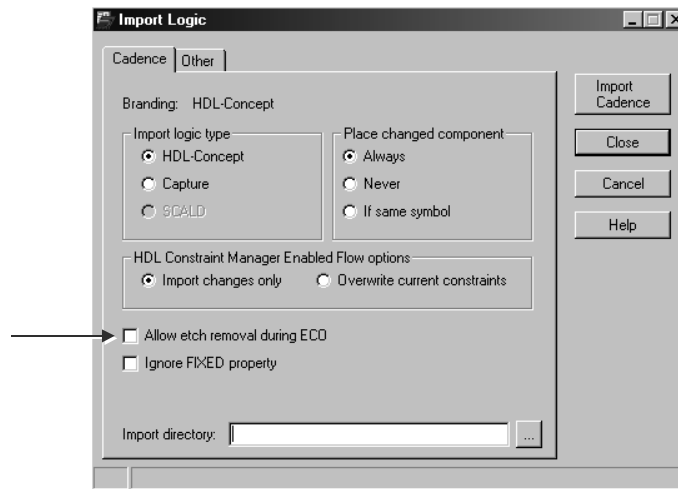 Import Logic
Cadence Other
Branding: HDL-Concept
Import logic type
HDL-Concept
Capture
SCALD
Place changed component
Always
Never
If same symbol
HDL Constraint Manager Enabled Flow options
Import changes only Overwrite current constraints
Allow etch removal during ECO
Ignore FIXED property
Import directory: ...
Import
Cadence
Close
Cancel
Help